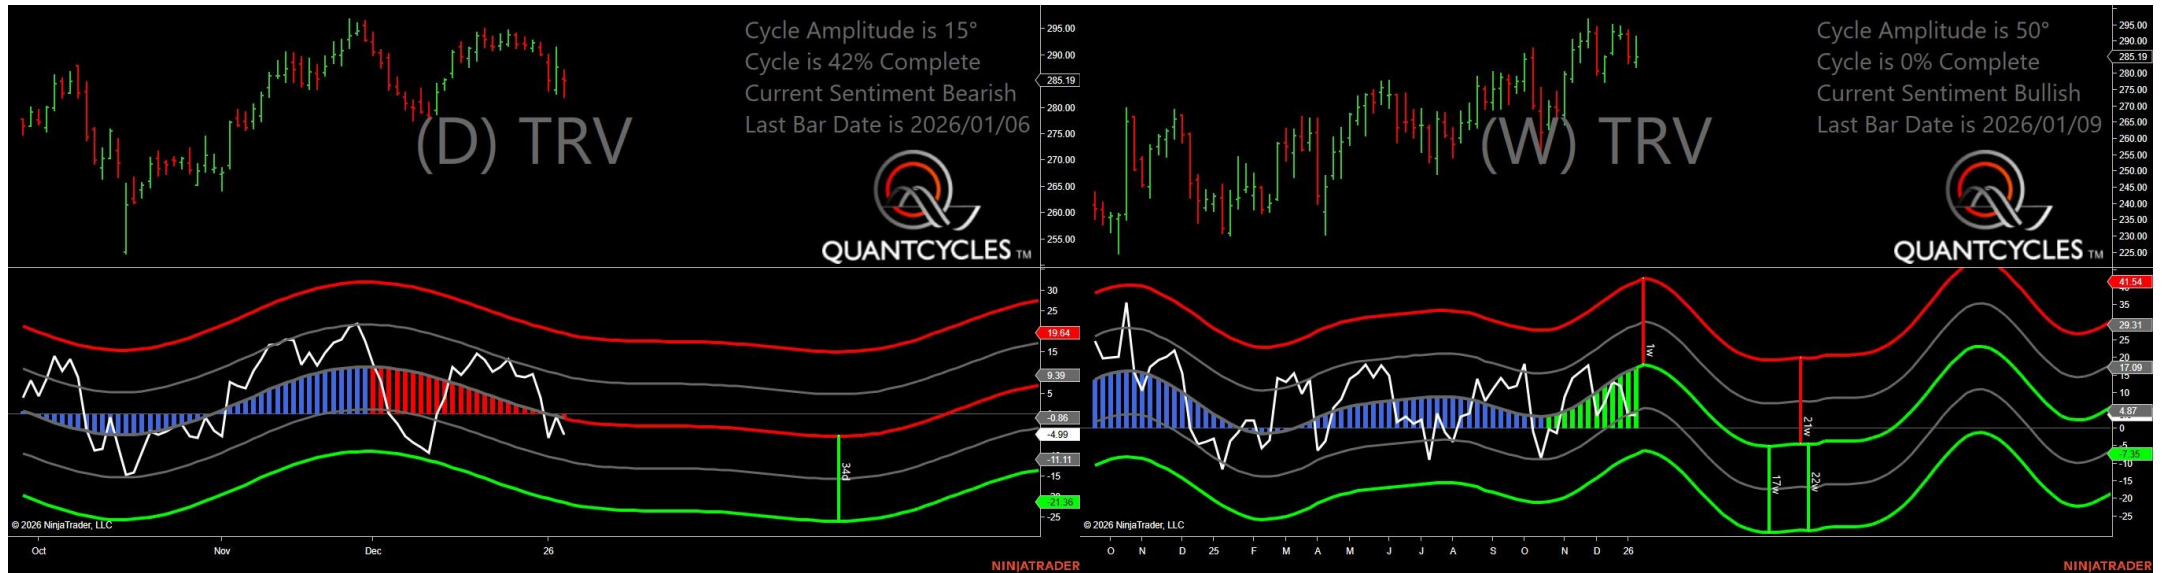 Cycle Amplitude is 15°
Cycle is 42% Complete
Current Sentiment Bearish
Last Bar Date is 2026/01/06
(D) TRV
QUANTCYCLES TM
295.00
290.00
285.19
280.00
275.00
270.00
265.00
260.00
255.00
30
25
19.64
15
9.39
5
-0.86
-4.99
-11.11
-15
-21.36
-25
34d
© 2026 NinjaTrader, LLC
Oct Nov Dec 26
NINJATRADER
Cycle Amplitude is 50°
Cycle is 0% Complete
Current Sentiment Bullish
Last Bar Date is 2026/01/09
(W) TRV
QUANTCYCLES TM
295.00
290.00
285.19
280.00
275.00
270.00
265.00
260.00
255.00
250.00
245.00
240.00
235.00
230.00
225.00
41.54
35
29.31
25
20
17.09
15
10
4.87
0
-5
-7.35
-10
-15
-20
-25
1w
21w
17w
22w
© 2026 NinjaTrader, LLC
O N D 25 F M A M J J A S O N D 26
NINJATRADER